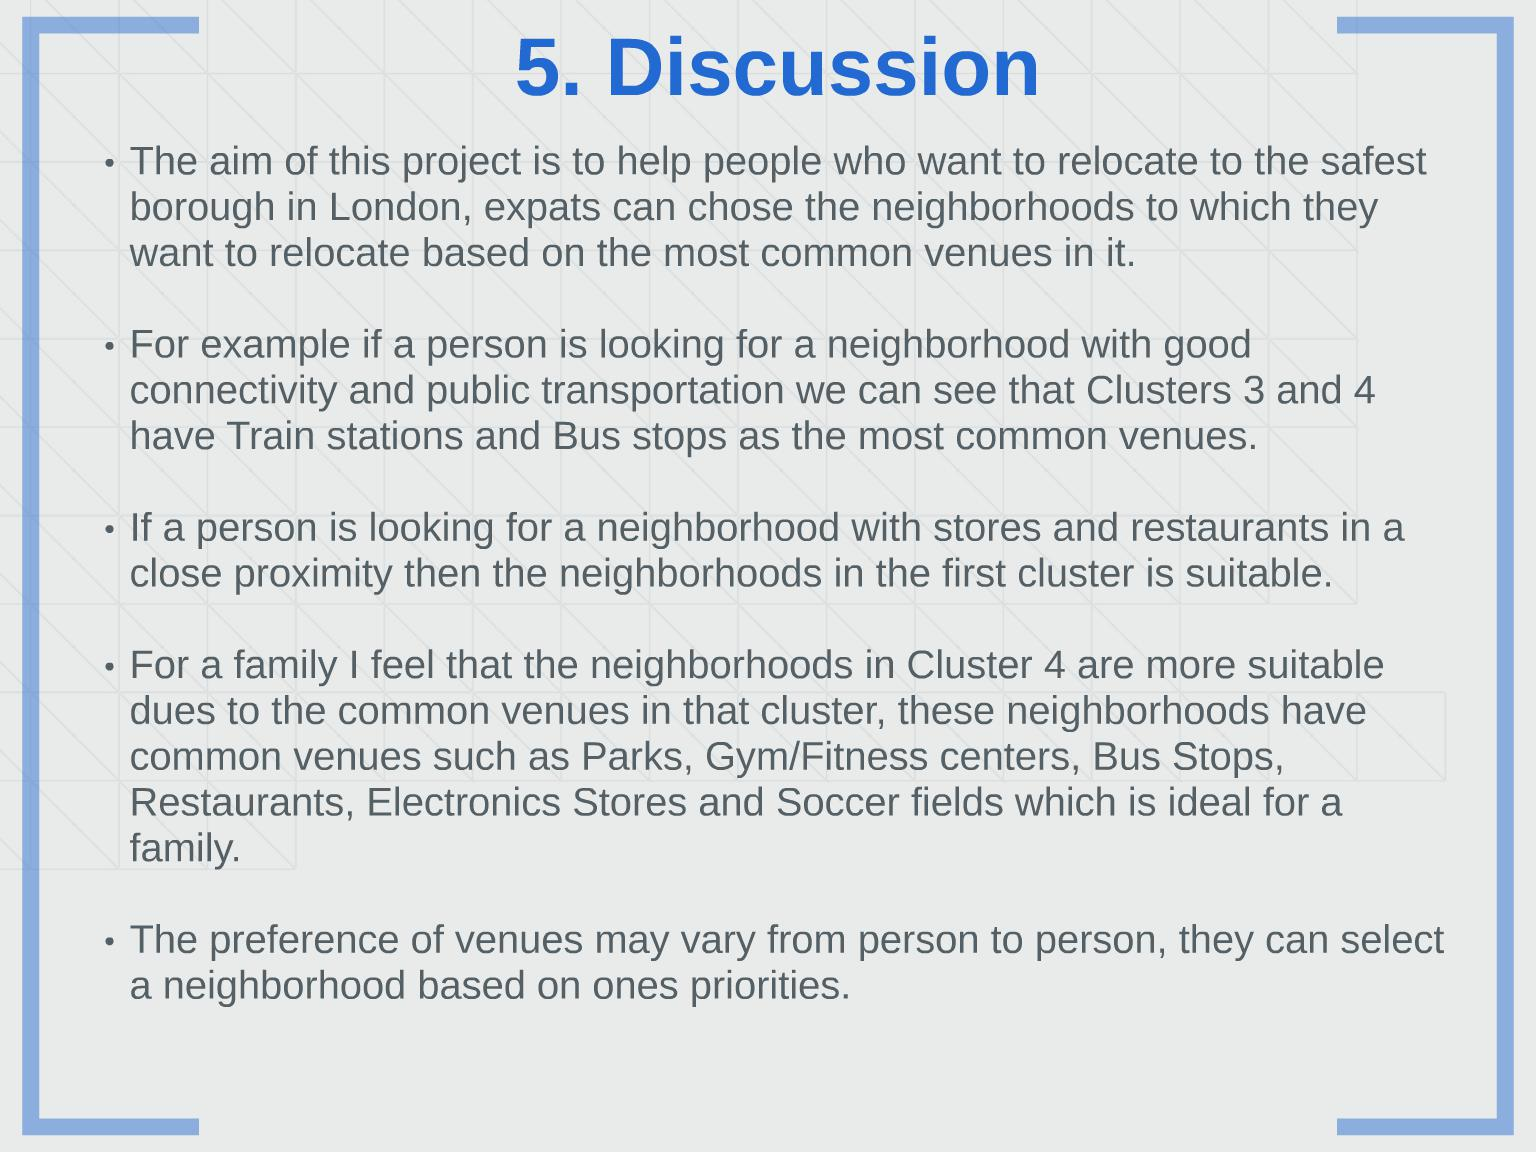 5. Discussion
• The aim of this project is to help people who want to relocate to the safest
borough in London, expats can chose the neighborhoods to which they
want to relocate based on the most common venues in it.
• For example if a person is looking for a neighborhood with good
connectivity and public transportation we can see that Clusters 3 and 4
have Train stations and Bus stops as the most common venues.
• If a person is looking for a neighborhood with stores and restaurants in a
close proximity then the neighborhoods in the first cluster is suitable.
• For a family I feel that the neighborhoods in Cluster 4 are more suitable
dues to the common venues in that cluster, these neighborhoods have
common venues such as Parks, Gym/Fitness centers, Bus Stops,
Restaurants, Electronics Stores and Soccer fields which is ideal for a
family.
• The preference of venues may vary from person to person, they can select
a neighborhood based on ones priorities.